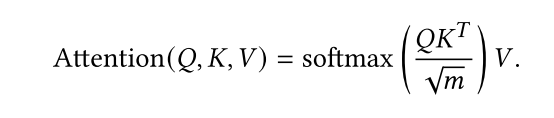 Attention(Q, K, V) = softmax (QK^T / √m) V.